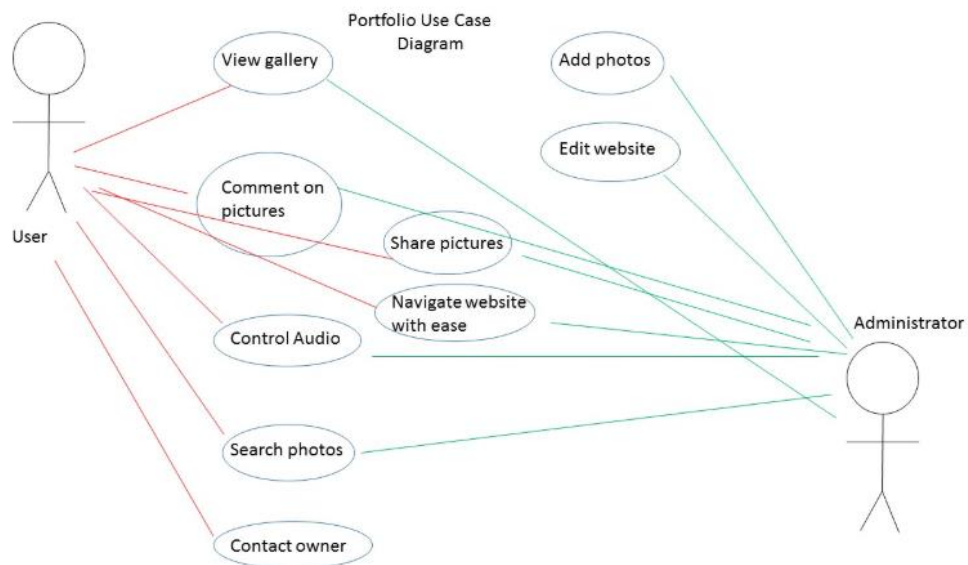 Portfolio Use Case
Diagram
View gallery
Add photos
Edit website
Comment on
pictures
User
Share pictures
Navigate website
with ease
Control Audio
Administrator
Search photos
Contact owner